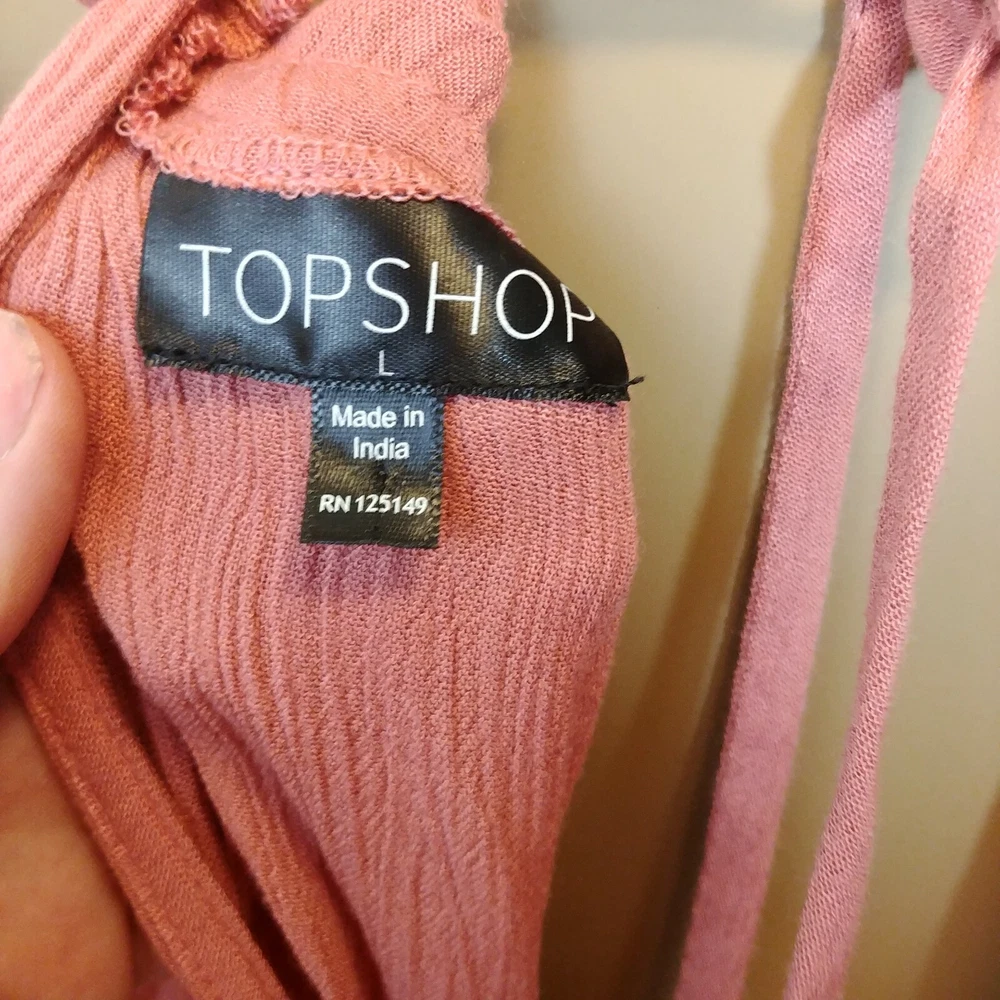 TOPSHOP
L
Made in
India
RN 125149